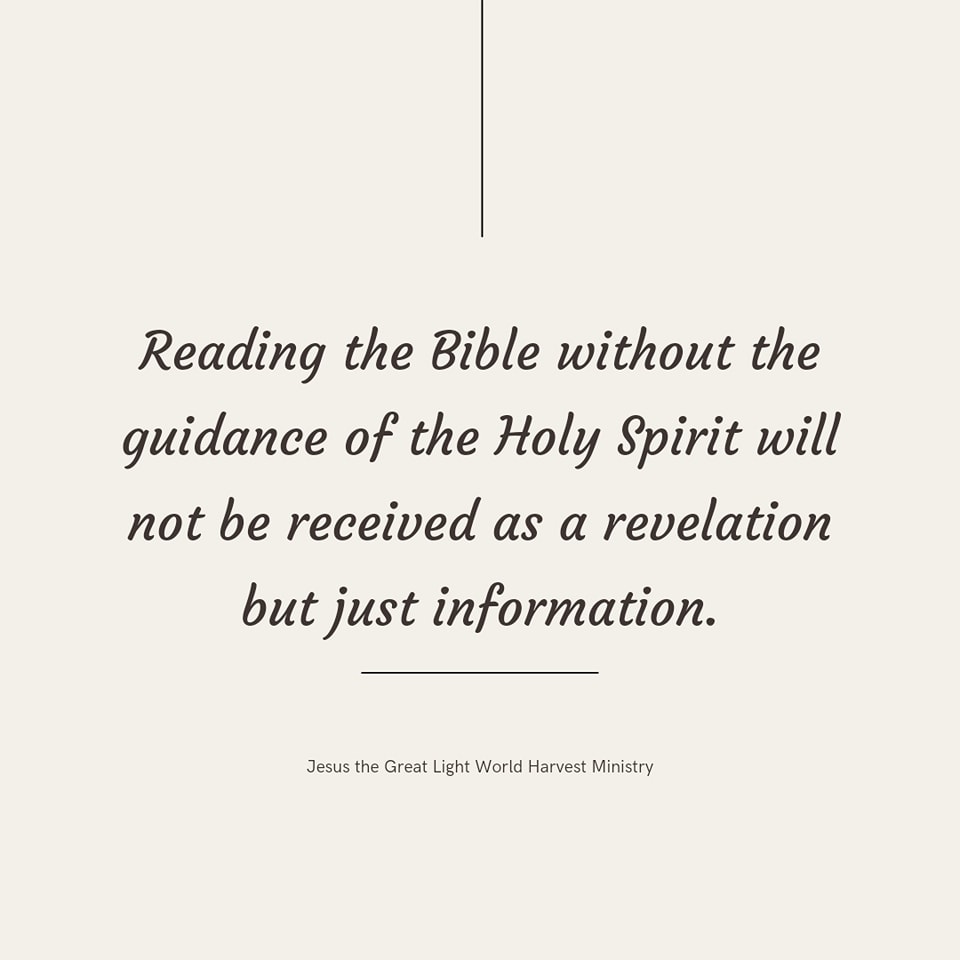 Reading the Bible without the
guidance of the Holy Spirit will
not be received as a revelation
but just information.
Jesus the Great Light World Harvest Ministry